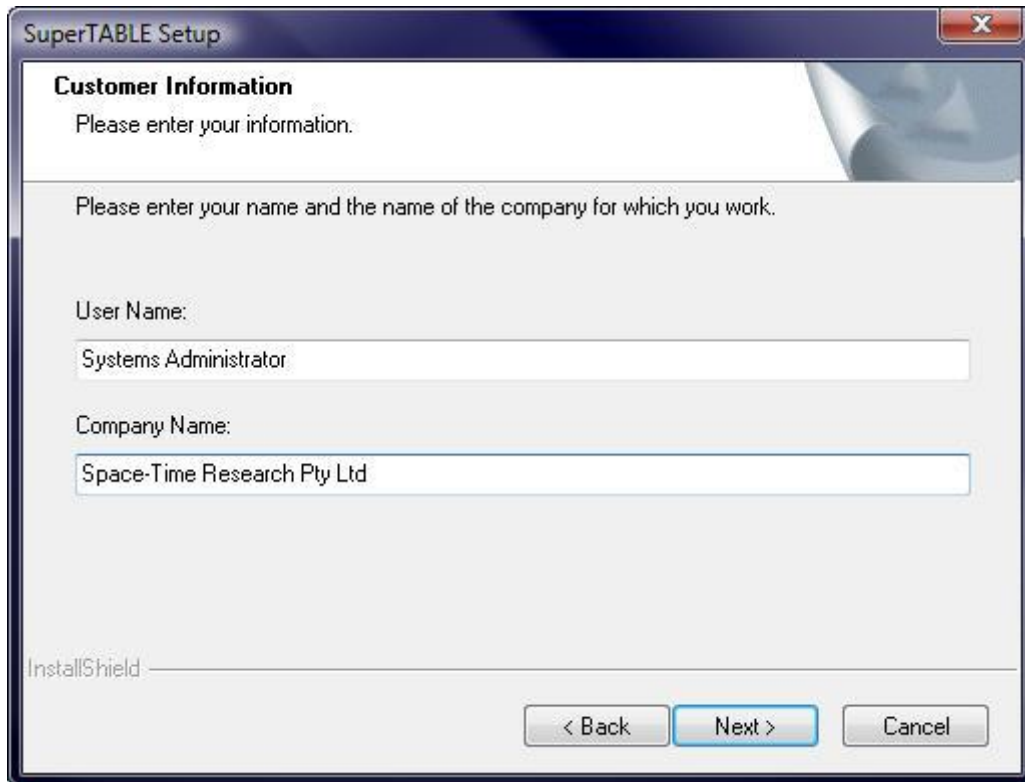 SuperTABLE Setup
Customer Information
Please enter your information.
Please enter your name and the name of the company for which you work.
User Name:
Systems Administrator
Company Name:
Space-Time Research Pty Ltd
InstallShield
< Back Next > Cancel